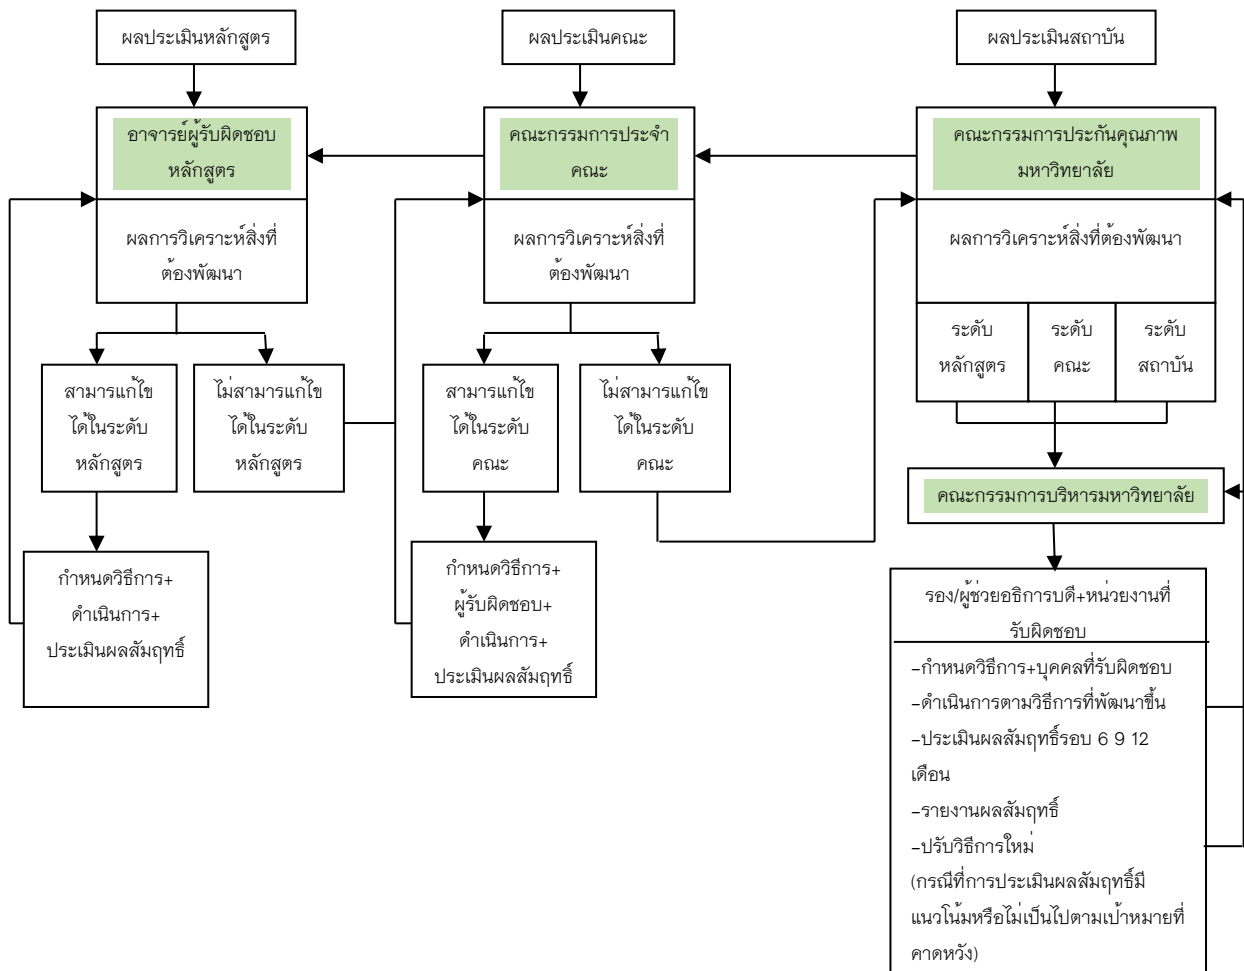 ผลประเมินหลักสูตร
ผลประเมินคณะ
ผลประเมินสถาบัน
อาจารย์ผู้รับผิดชอบ
หลักสูตร
คณะกรรมการประจำ
คณะ
คณะกรรมการประกันคุณภาพ
มหาวิทยาลัย
ผลการวิเคราะห์สิ่งที่
ต้องพัฒนา
ผลการวิเคราะห์สิ่งที่
ต้องพัฒนา
ผลการวิเคราะห์สิ่งที่ต้องพัฒนา
ระดับ
หลักสูตร
ระดับ
คณะ
ระดับ
สถาบัน
สามารแก้ไข
ได้ในระดับ
หลักสูตร
ไม่สามารแก้ไข
ได้ในระดับ
หลักสูตร
สามารแก้ไข
ได้ในระดับ
คณะ
ไม่สามารแก้ไข
ได้ในระดับ
คณะ
คณะกรรมการบริหารมหาวิทยาลัย
กำหนดวิธีการ+
ดำเนินการ+
ประเมินผลสัมฤทธิ์
กำหนดวิธีการ+
ผู้รับผิดชอบ+
ดำเนินการ+
ประเมินผลสัมฤทธิ์
รอง/ผู้ช่วยอธิการบดี+หน่วยงานที่
รับผิดชอบ
-กำหนดวิธีการ+บุคคลที่รับผิดชอบ
-ดำเนินการตามวิธีการที่พัฒนาขึ้น
-ประเมินผลสัมฤทธิ์รอบ 6 9 12
เดือน
-รายงานผลสัมฤทธิ์
-ปรับวิธีการใหม่
(กรณีที่การประเมินผลสัมฤทธิ์มี
แนวโน้มหรือไม่เป็นไปตามเป้าหมายที่
คาดหวัง)